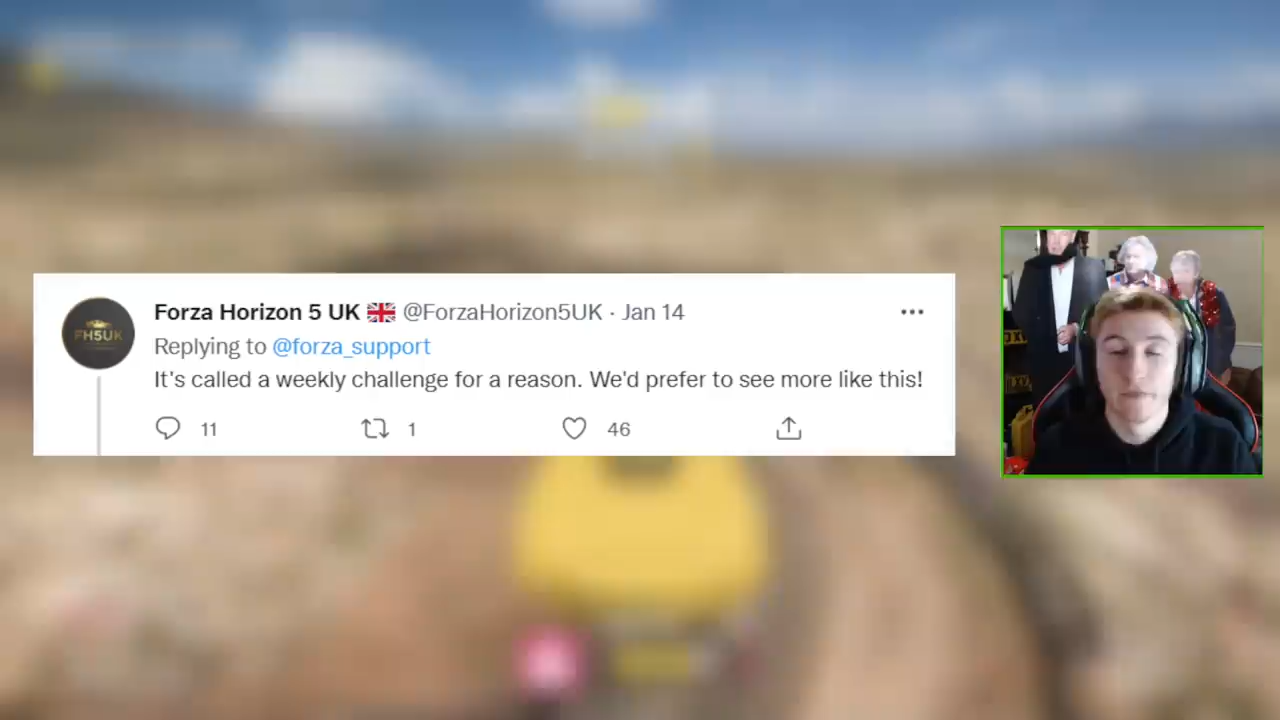 Forza Horizon 5 UK 🇬🇧 @ForzaHorizon5UK · Jan 14
FH5UK
Replying to @forza_support
It's called a weekly challenge for a reason. We'd prefer to see more like this!
11 1 46